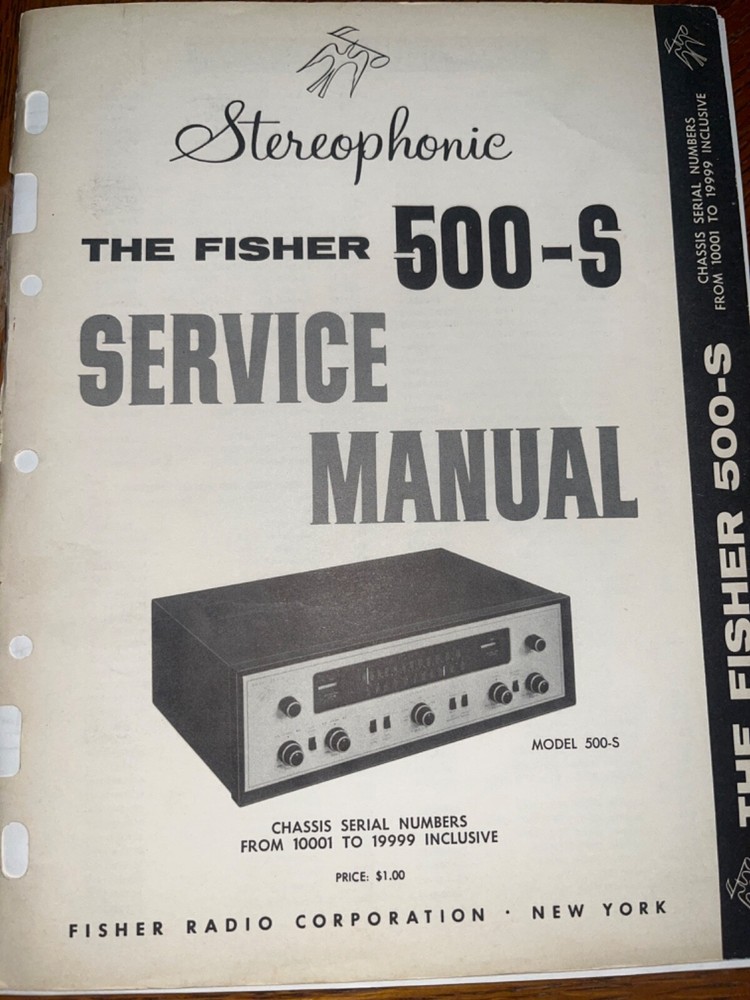 Stereophonic
THE FISHER 500-S
SERVICE
MANUAL
MODEL 500-S
CHASSIS SERIAL NUMBERS
FROM 10001 TO 19999 INCLUSIVE
PRICE: $1.00
FISHER RADIO CORPORATION · NEW YORK
CHASSIS SERIAL NUMBERS
FROM 10001 TO 19999 INCLUSIVE
THE FISHER 500-S